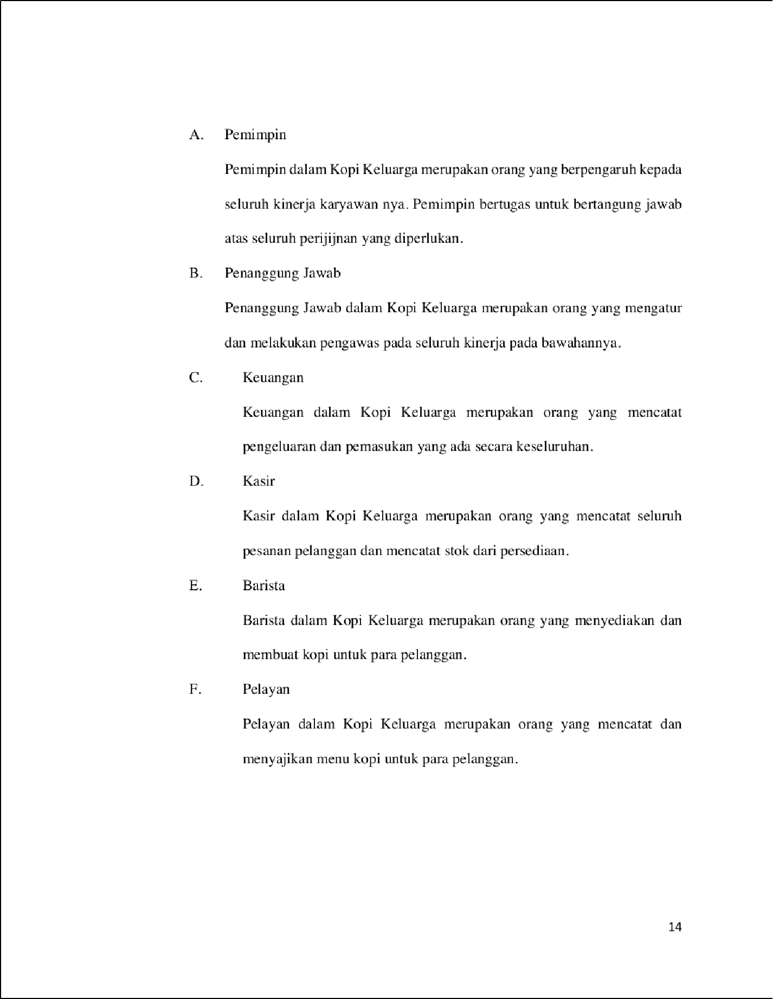 A. Pemimpin
Pemimpin dalam Kopi Keluarga merupakan orang yang berpengaruh kepada
seluruh kinerja karyawan nya. Pemimpin bertugas untuk bertangung jawab
atas seluruh perijijnan yang diperlukan.
B. Penanggung Jawab
Penanggung Jawab dalam Kopi Keluarga merupakan orang yang mengatur
dan melakukan pengawas pada seluruh kinerja pada bawahannya.
C. Keuangan
Keuangan dalam Kopi Keluarga merupakan orang yang mencatat
pengeluaran dan pemasukan yang ada secara keseluruhan.
D. Kasir
Kasir dalam Kopi Keluarga merupakan orang yang mencatat seluruh
pesanan pelanggan dan mencatat stok dari persediaan.
E. Barista
Barista dalam Kopi Keluarga merupakan orang yang menyediakan dan
membuat kopi untuk para pelanggan.
F. Pelayan
Pelayan dalam Kopi Keluarga merupakan orang yang mencatat dan
menyajikan menu kopi untuk para pelanggan.
14